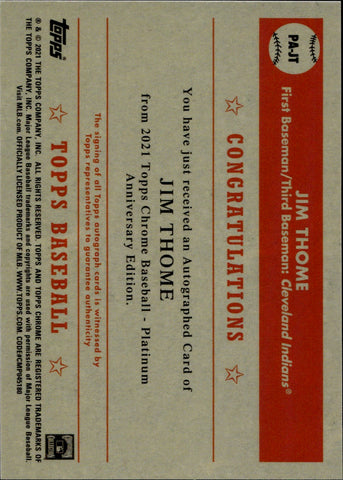 PA-JT
JIM THOME
First Baseman/Third Baseman: Cleveland Indians®
☆ CONGRATULATIONS ☆
You have just received an Autographed Card of
JIM THOME
from 2021 Topps Chrome Baseball - Platinum
Anniversary Edition.
The signing of all Topps autograph cards is witnessed by
Topps representatives to guarantee authenticity
☆ TOPPS BASEBALL ☆
topps
® & © 2021 THE TOPPS COMPANY, INC. ALL RIGHTS RESERVED. TOPPS AND TOPPS CHROME ARE REGISTERED TRADEMARKS OF
THE TOPPS COMPANY, INC. Major League Baseball trademarks and copyrights are used with permission of Major League Baseball.
Visit MLB.com. OFFICIALLY LICENSED PRODUCT OF MLB. WWW.TOPPS.COM. CODE#CMP045180